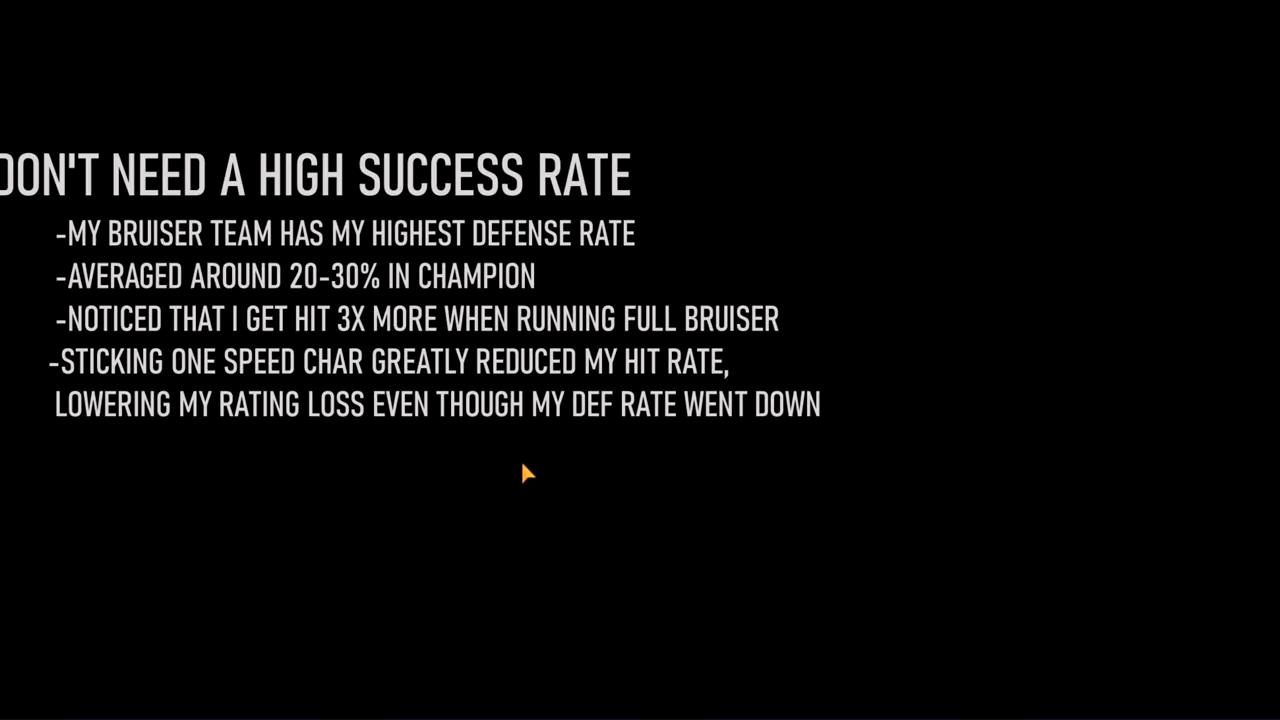 DON'T NEED A HIGH SUCCESS RATE
-MY BRUISER TEAM HAS MY HIGHEST DEFENSE RATE
-AVERAGED AROUND 20-30% IN CHAMPION
-NOTICED THAT I GET HIT 3X MORE WHEN RUNNING FULL BRUISER
-STICKING ONE SPEED CHAR GREATLY REDUCED MY HIT RATE,
LOWERING MY RATING LOSS EVEN THOUGH MY DEF RATE WENT DOWN